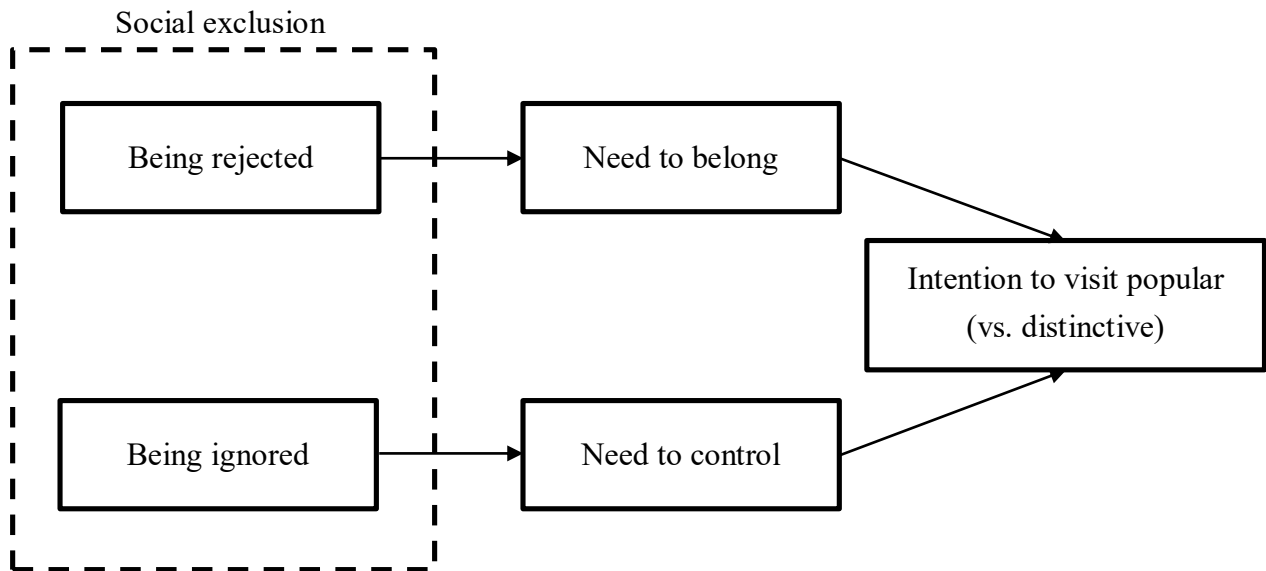 Social exclusion
Being rejected
Need to belong
Intention to visit popular
(vs. distinctive)
Being ignored
Need to control